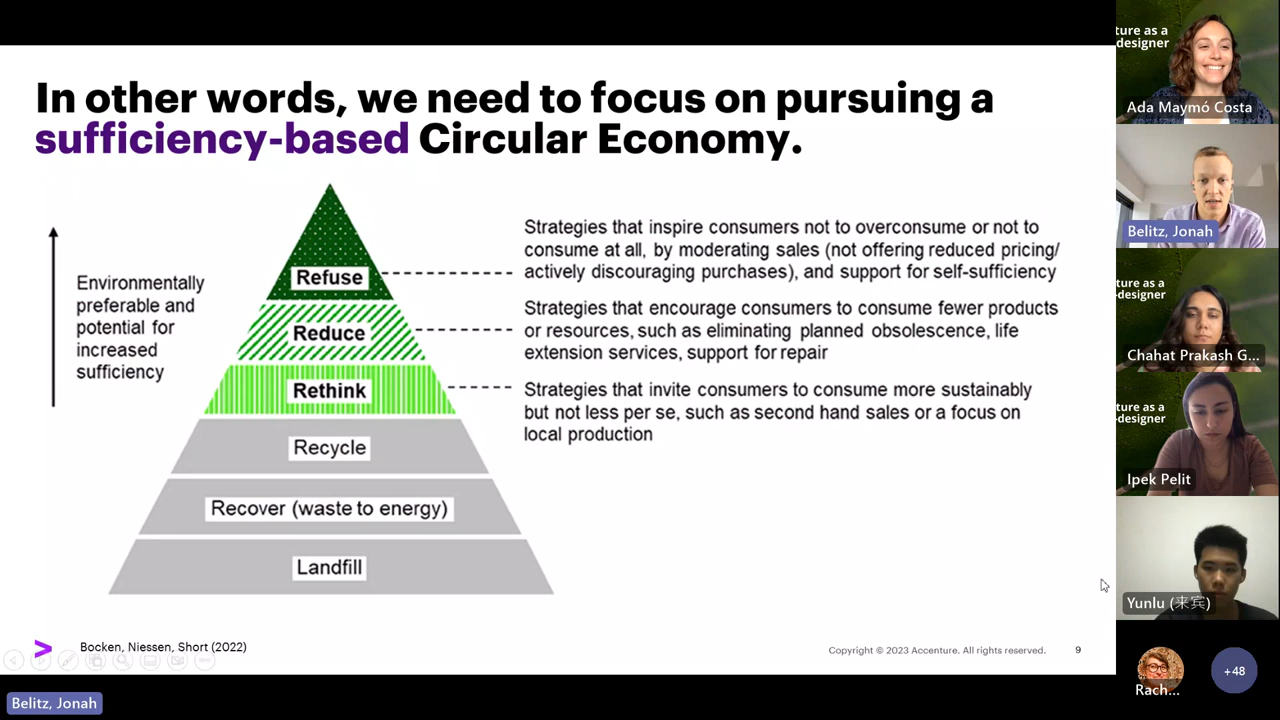 In other words, we need to focus on pursuing a
sufficiency-based Circular Economy.
Environmentally
preferable and
potential for
increased
sufficiency
Refuse
Reduce
Rethink
Recycle
Recover (waste to energy)
Landfill
Strategies that inspire consumers not to overconsume or not to
consume at all, by moderating sales (not offering reduced pricing/
actively discouraging purchases), and support for self-sufficiency
Strategies that encourage consumers to consume fewer products
or resources, such as eliminating planned obsolescence, life
extension services, support for repair
Strategies that invite consumers to consume more sustainably
but not less per se, such as second hand sales or a focus on
local production
Bocken, Niessen, Short (2022)
Copyright © 2023 Accenture. All rights reserved.
9
Belitz, Jonah
ture as a
designer
Ada Maymó Costa
Belitz, Jonah
ture as a
-designer
Chahat Prakash G...
ture as a
-designer
Ipek Pelit
Yunlu (来宾)
Rach...
+48